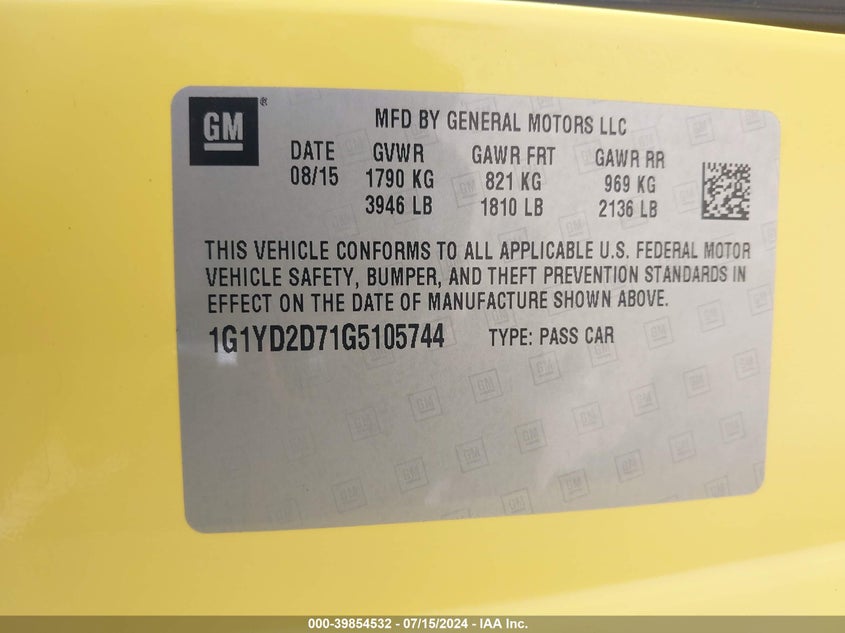 GM®
MFD BY GENERAL MOTORS LLC
DATE GVWR GAWR FRT GAWR RR
08/15 1790 KG 821 KG 969 KG
3946 LB 1810 LB 2136 LB
THIS VEHICLE CONFORMS TO ALL APPLICABLE U.S. FEDERAL MOTOR
VEHICLE SAFETY, BUMPER, AND THEFT PREVENTION STANDARDS IN
EFFECT ON THE DATE OF MANUFACTURE SHOWN ABOVE.
1G1YD2D71G5105744 TYPE: PASS CAR
000-39854532 - 07/15/2024 - IAA Inc.